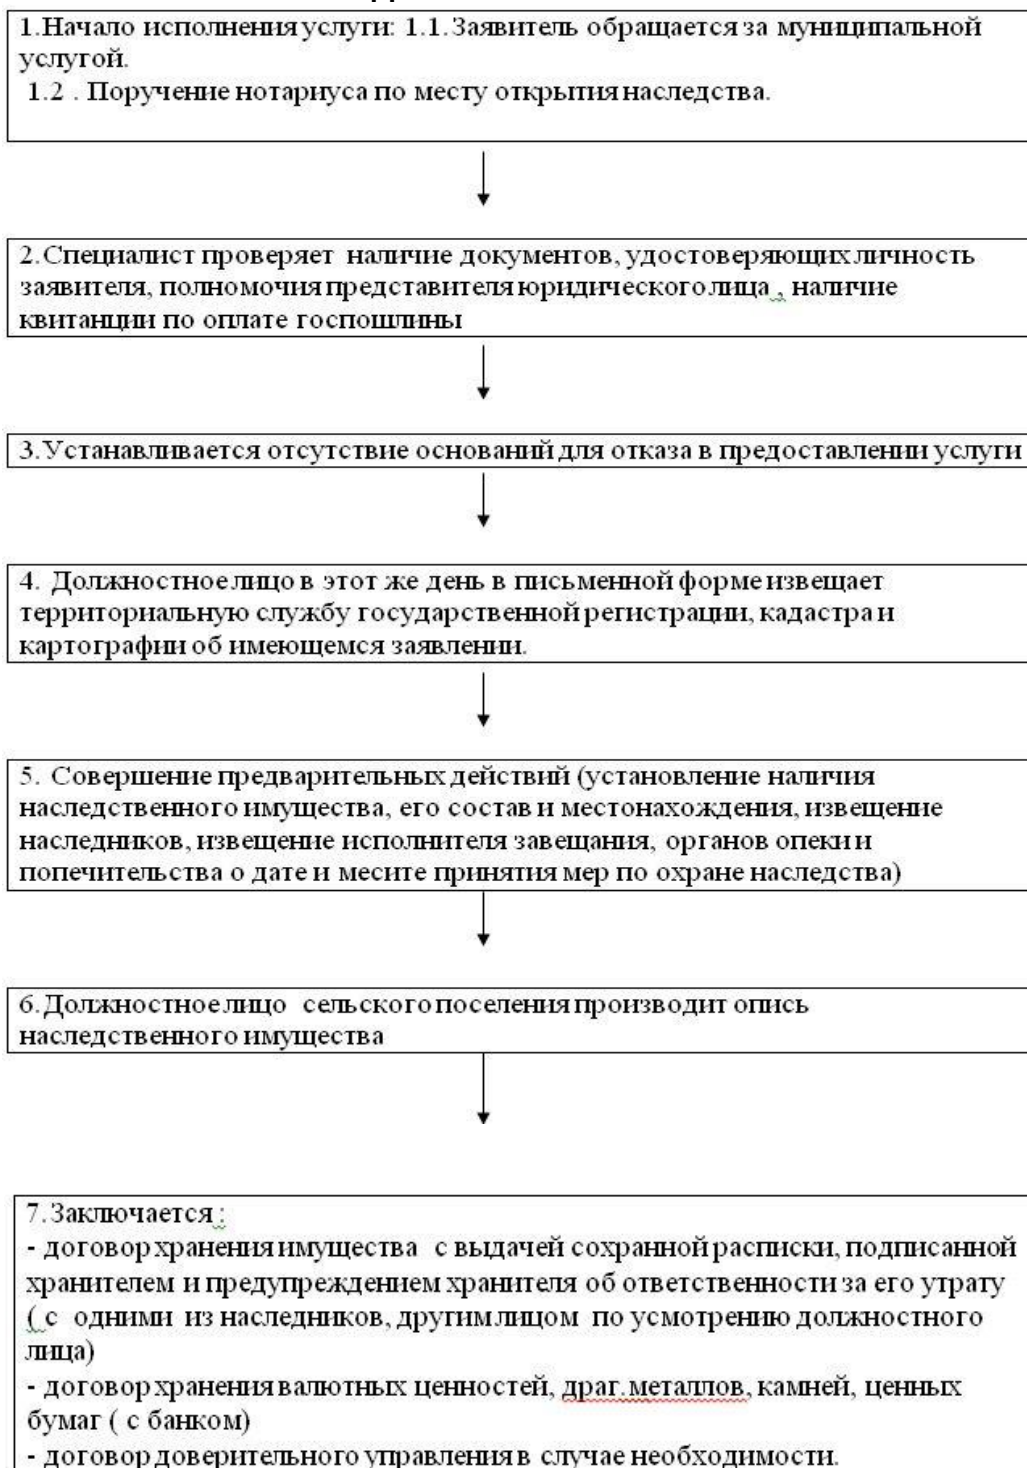 1.Начало исполнения услуги: 1.1.Заявитель обращается за муниципальной
услугой.
1.2 . Поручение нотариуса по месту открытия наследства.
2.Специалист проверяет наличие документов, удостоверяющих личность
заявителя, полномочия представителя юридического лица , наличие
квитанции по оплате госпошлины
3.Устанавливается отсутствие оснований для отказа в предоставлении услуги
4. Должностное лицо в этот же день в письменной форме извещает
территориальную службу государственной регистрации, кадастра и
картографии об имеющемся заявлении.
5. Совершение предварительных действий (установление наличия
наследственного имущества, его состав и местонахождения, извещение
наследников, извещение исполнителя завещания, органов опеки и
попечительства о дате и месите принятия мер по охране наследства)
6.Должностное лицо сельского поселения производит опись
наследственного имущества
7.Заключается :
- договор хранения имущества с выдачей сохранной расписки, подписанной
хранителем и предупреждением хранителя об ответственности за его утрату
( с одними из наследников, другим лицом по усмотрению должностного
лица)
- договор хранения валютных ценностей, драг.металлов, камней, ценных
бумаг ( с банком)
- договор доверительного управления в случае необходимости.